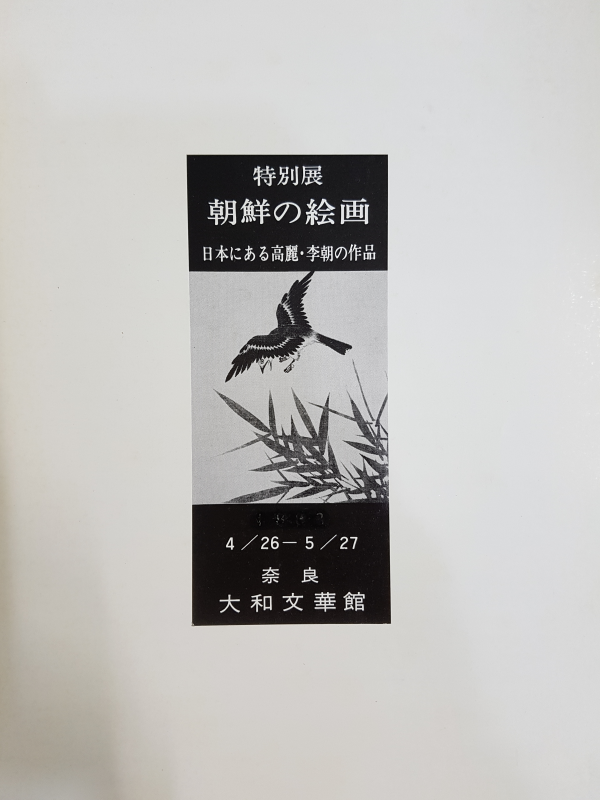 特別展
朝鮮の絵画
日本にある高麗・李朝の作品
4／26－5／27
奈良
大和文華館